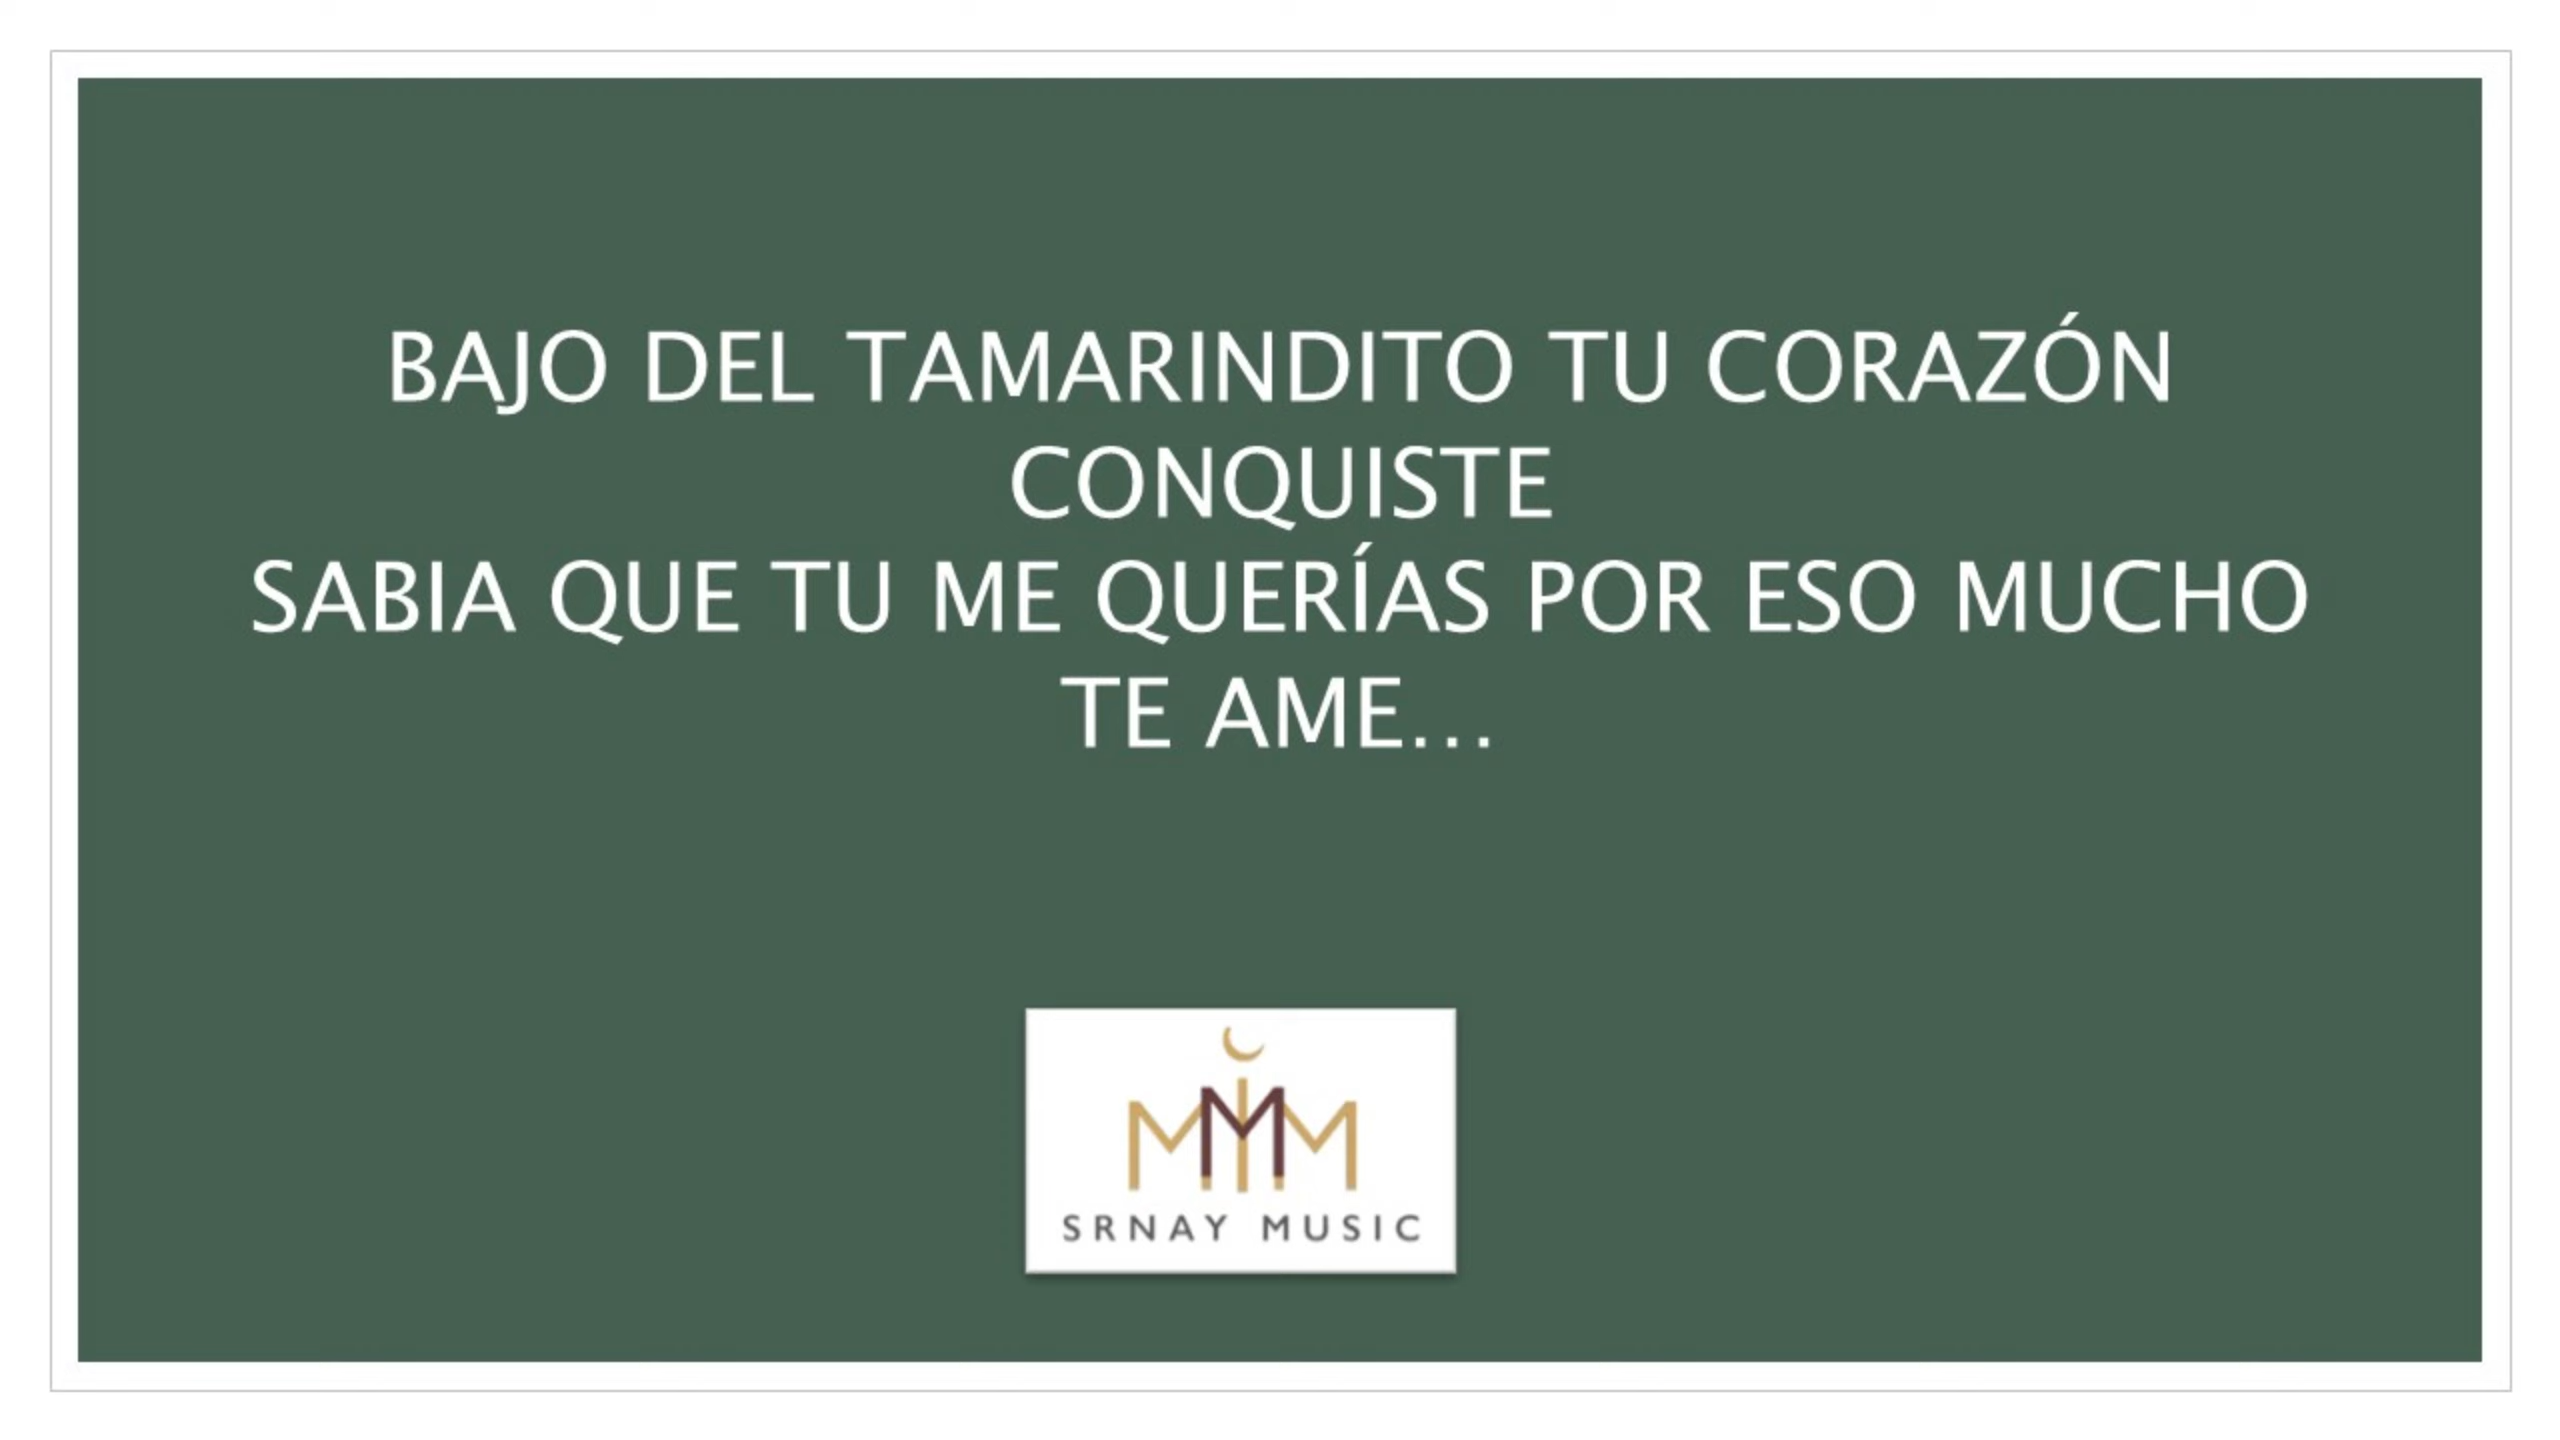 BAJO DEL TAMARINDITO TU CORAZÓN
CONQUISTE
SABIA QUE TU ME QUERÍAS POR ESO MUCHO
TE AME...
SRNAY MUSIC